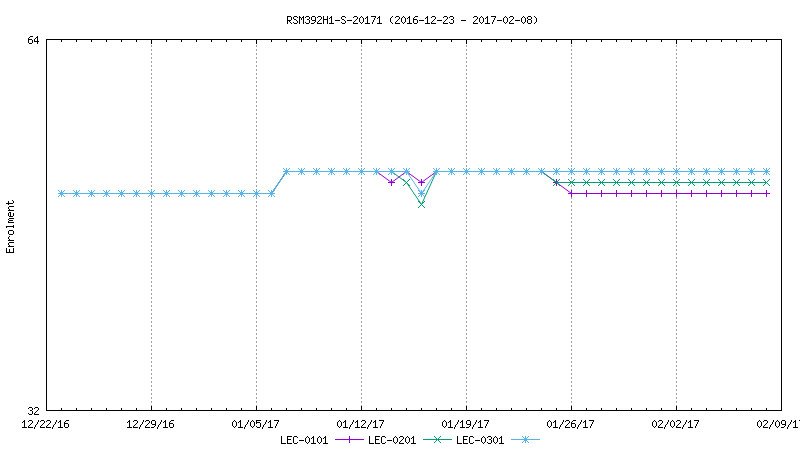 RSM392H1-S-20171 (2016-12-23 - 2017-02-08)
64
Enrolment
32
12/22/16 12/29/16 01/05/17 01/12/17 01/19/17 01/26/17 02/02/17 02/09/1
LEC-0101 LEC-0201 LEC-0301